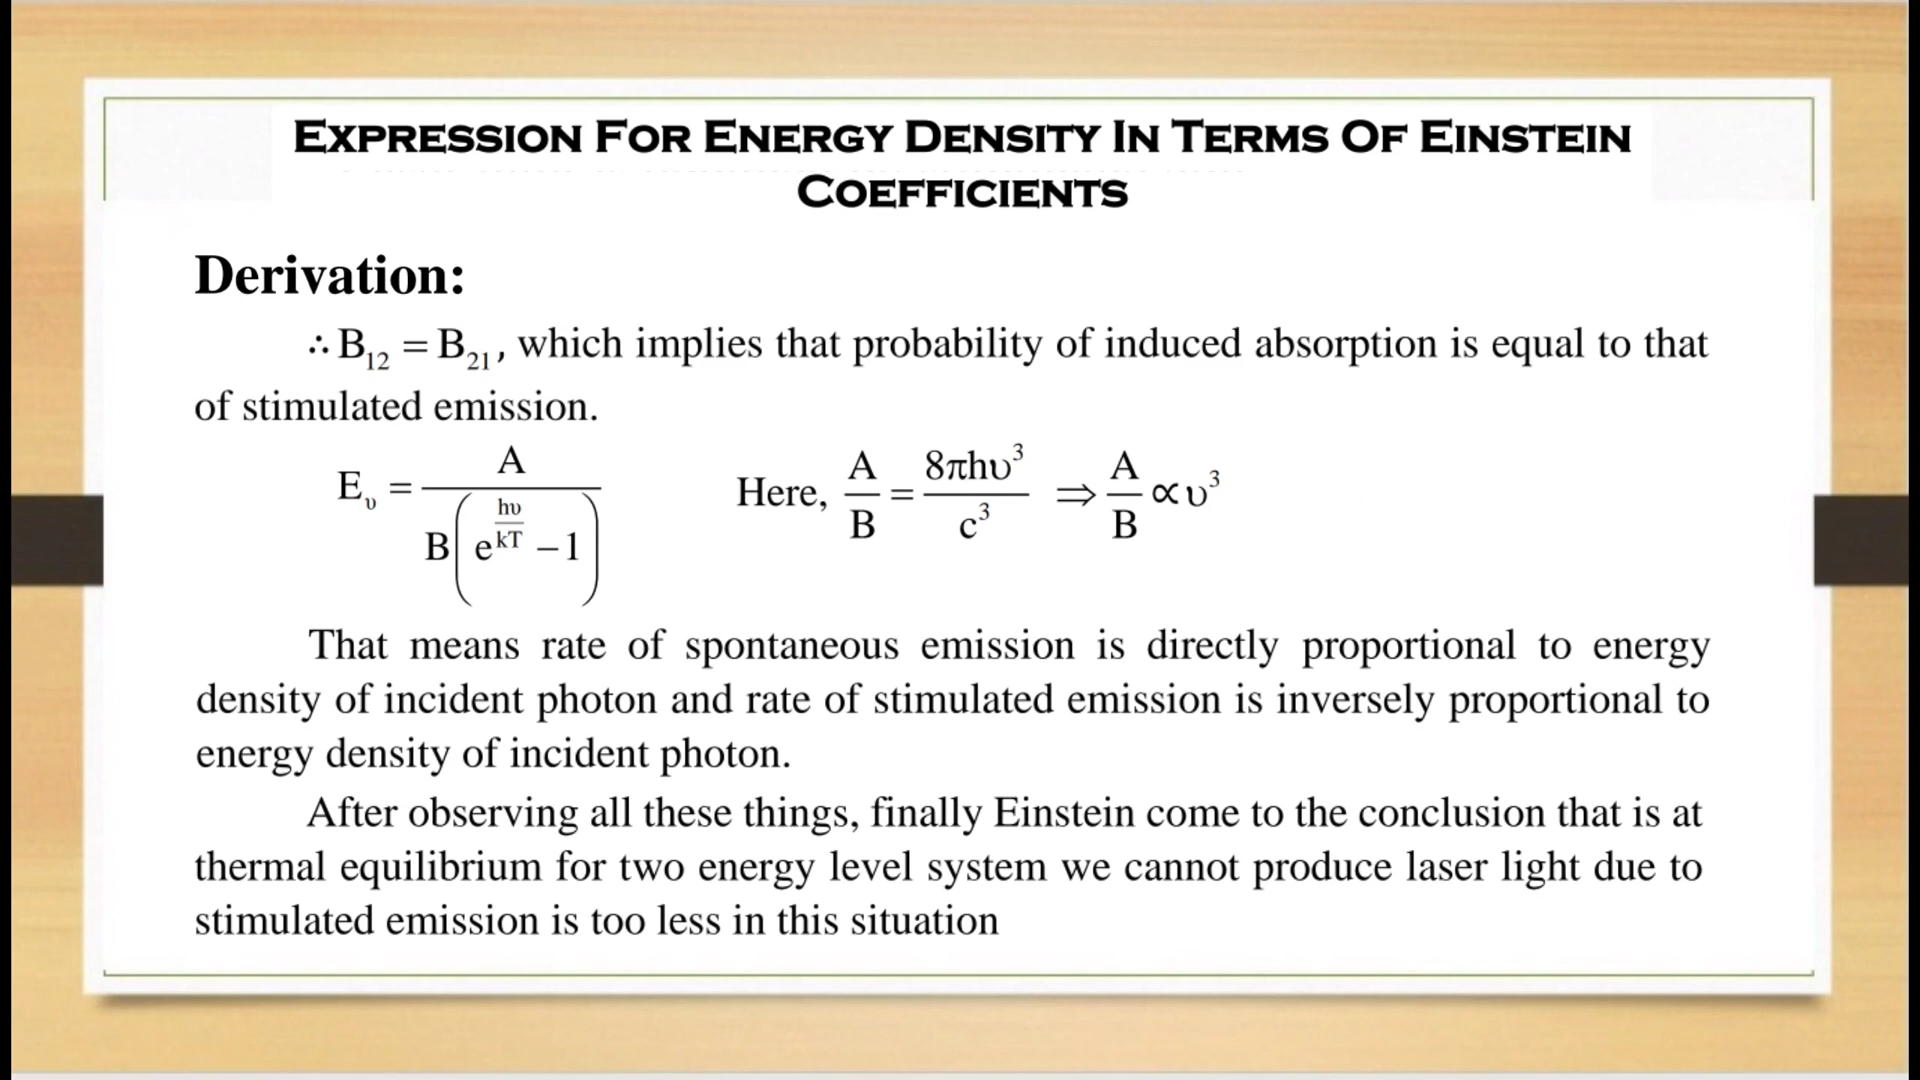 EXPRESSION FOR ENERGY DENSITY IN TERMS OF EINSTEIN
COEFFICIENTS
Derivation:
∴ B₁₂ = B₂₁, which implies that probability of induced absorption is equal to that
of stimulated emission.
E_υ = A / B(e^(hυ/kT) − 1) Here, A/B = 8πhυ³/c³ ⇒ A/B ∝ υ³
That means rate of spontaneous emission is directly proportional to energy
density of incident photon and rate of stimulated emission is inversely proportional to
energy density of incident photon.
After observing all these things, finally Einstein come to the conclusion that is at
thermal equilibrium for two energy level system we cannot produce laser light due to
stimulated emission is too less in this situation